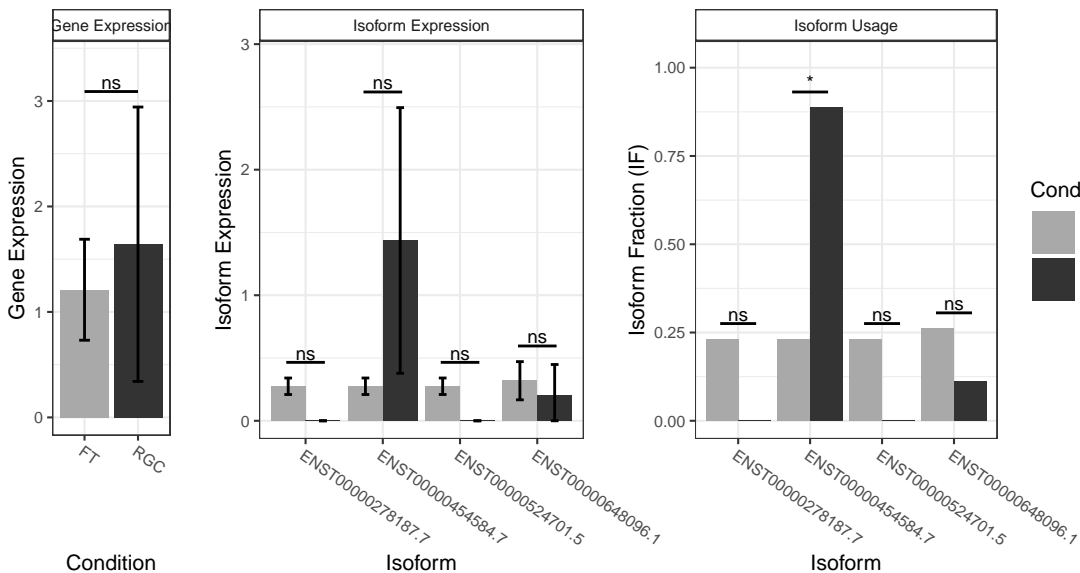 Gene Expression
Gene Expression
3
2
1
0
ns
FT
RGC
Condition
Isoform Expression
Isoform Expression
3
2
1
0
ns
ns
ns
ns
ENST00000278187.7
ENST00000454584.7
ENST00000524701.5
ENST00000648096.1
Isoform
Isoform Usage
Isoform Fraction (IF)
1.00
0.75
0.50
0.25
0.00
ns
*
ns
ns
ENST00000278187.7
ENST00000454584.7
ENST00000524701.5
ENST00000648096.1
Isoform
Cond